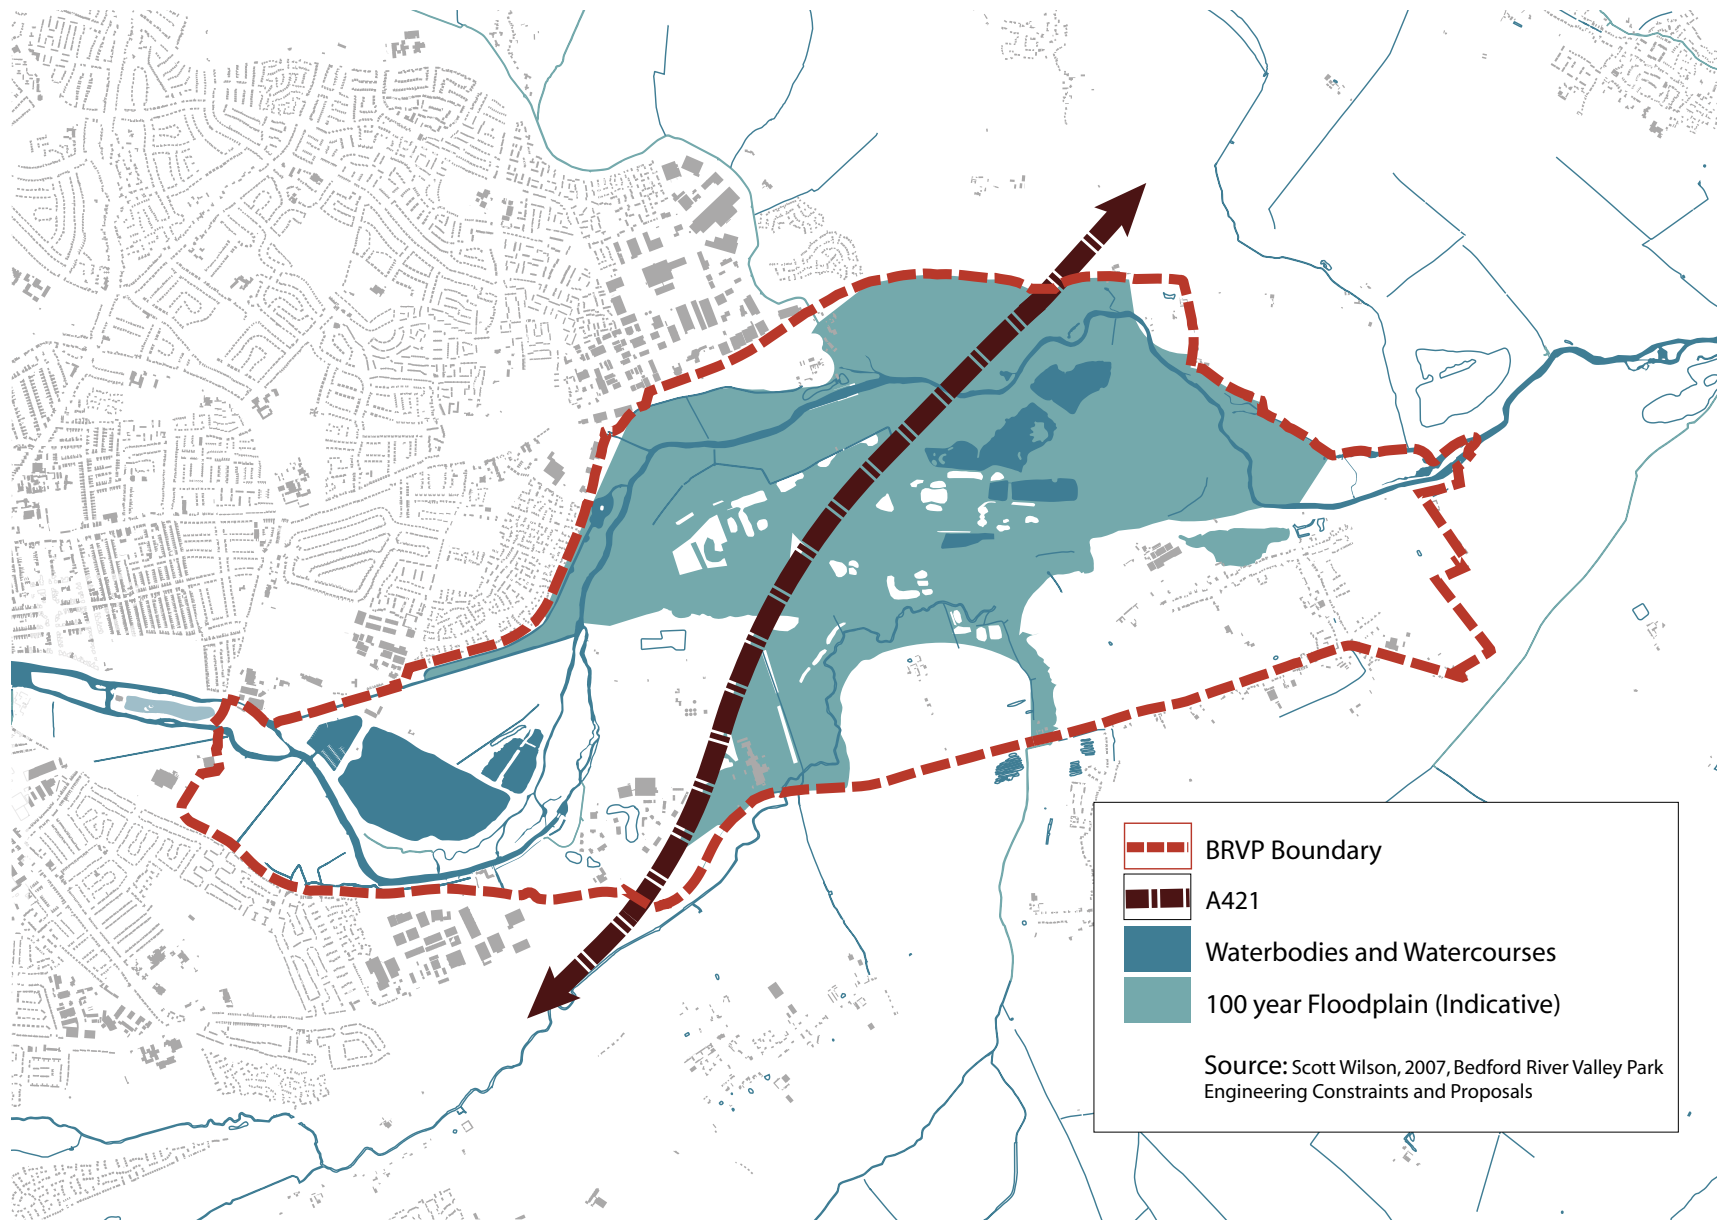 BRVP Boundary
A421
Waterbodies and Watercourses
100 year Floodplain (Indicative)
Source: Scott Wilson, 2007, Bedford River Valley Park
Engineering Constraints and Proposals